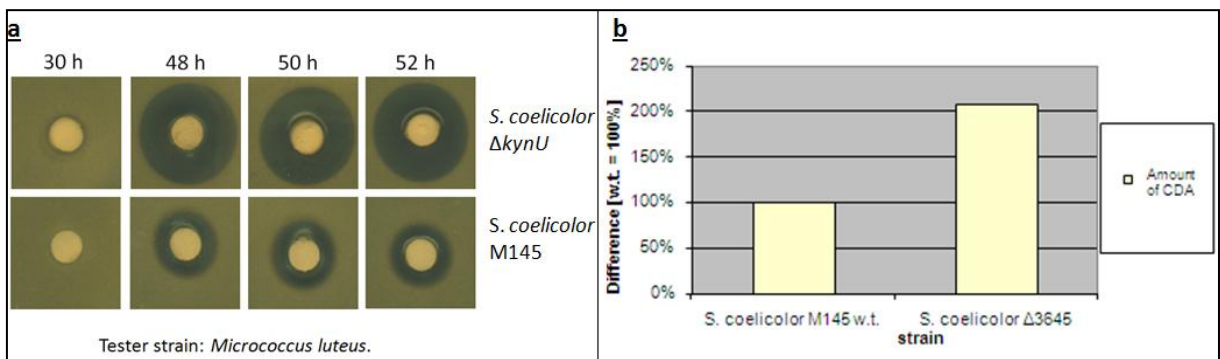 a
30 h 48 h 50 h 52 h
S. coelicolor
ΔkynU
S. coelicolor
M145
Tester strain: Micrococcus luteus.
b
250%
200%
150%
100%
50%
0%
Difference [w.t. = 100%]
S. coelicolor M145 w.t. S. coelicolor Δ3645
strain
Amount
of CDA